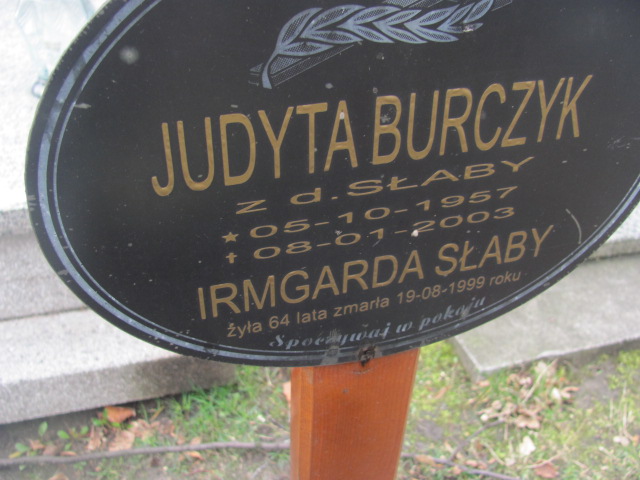 JUDYTA BURCZYK
z d.SŁABY
★05-10-1957
✝08-01-2003
IRMGARDA SŁABY
żyła 64 lata zmarła 19-08-1999 roku
Spoczywaj w pokoju